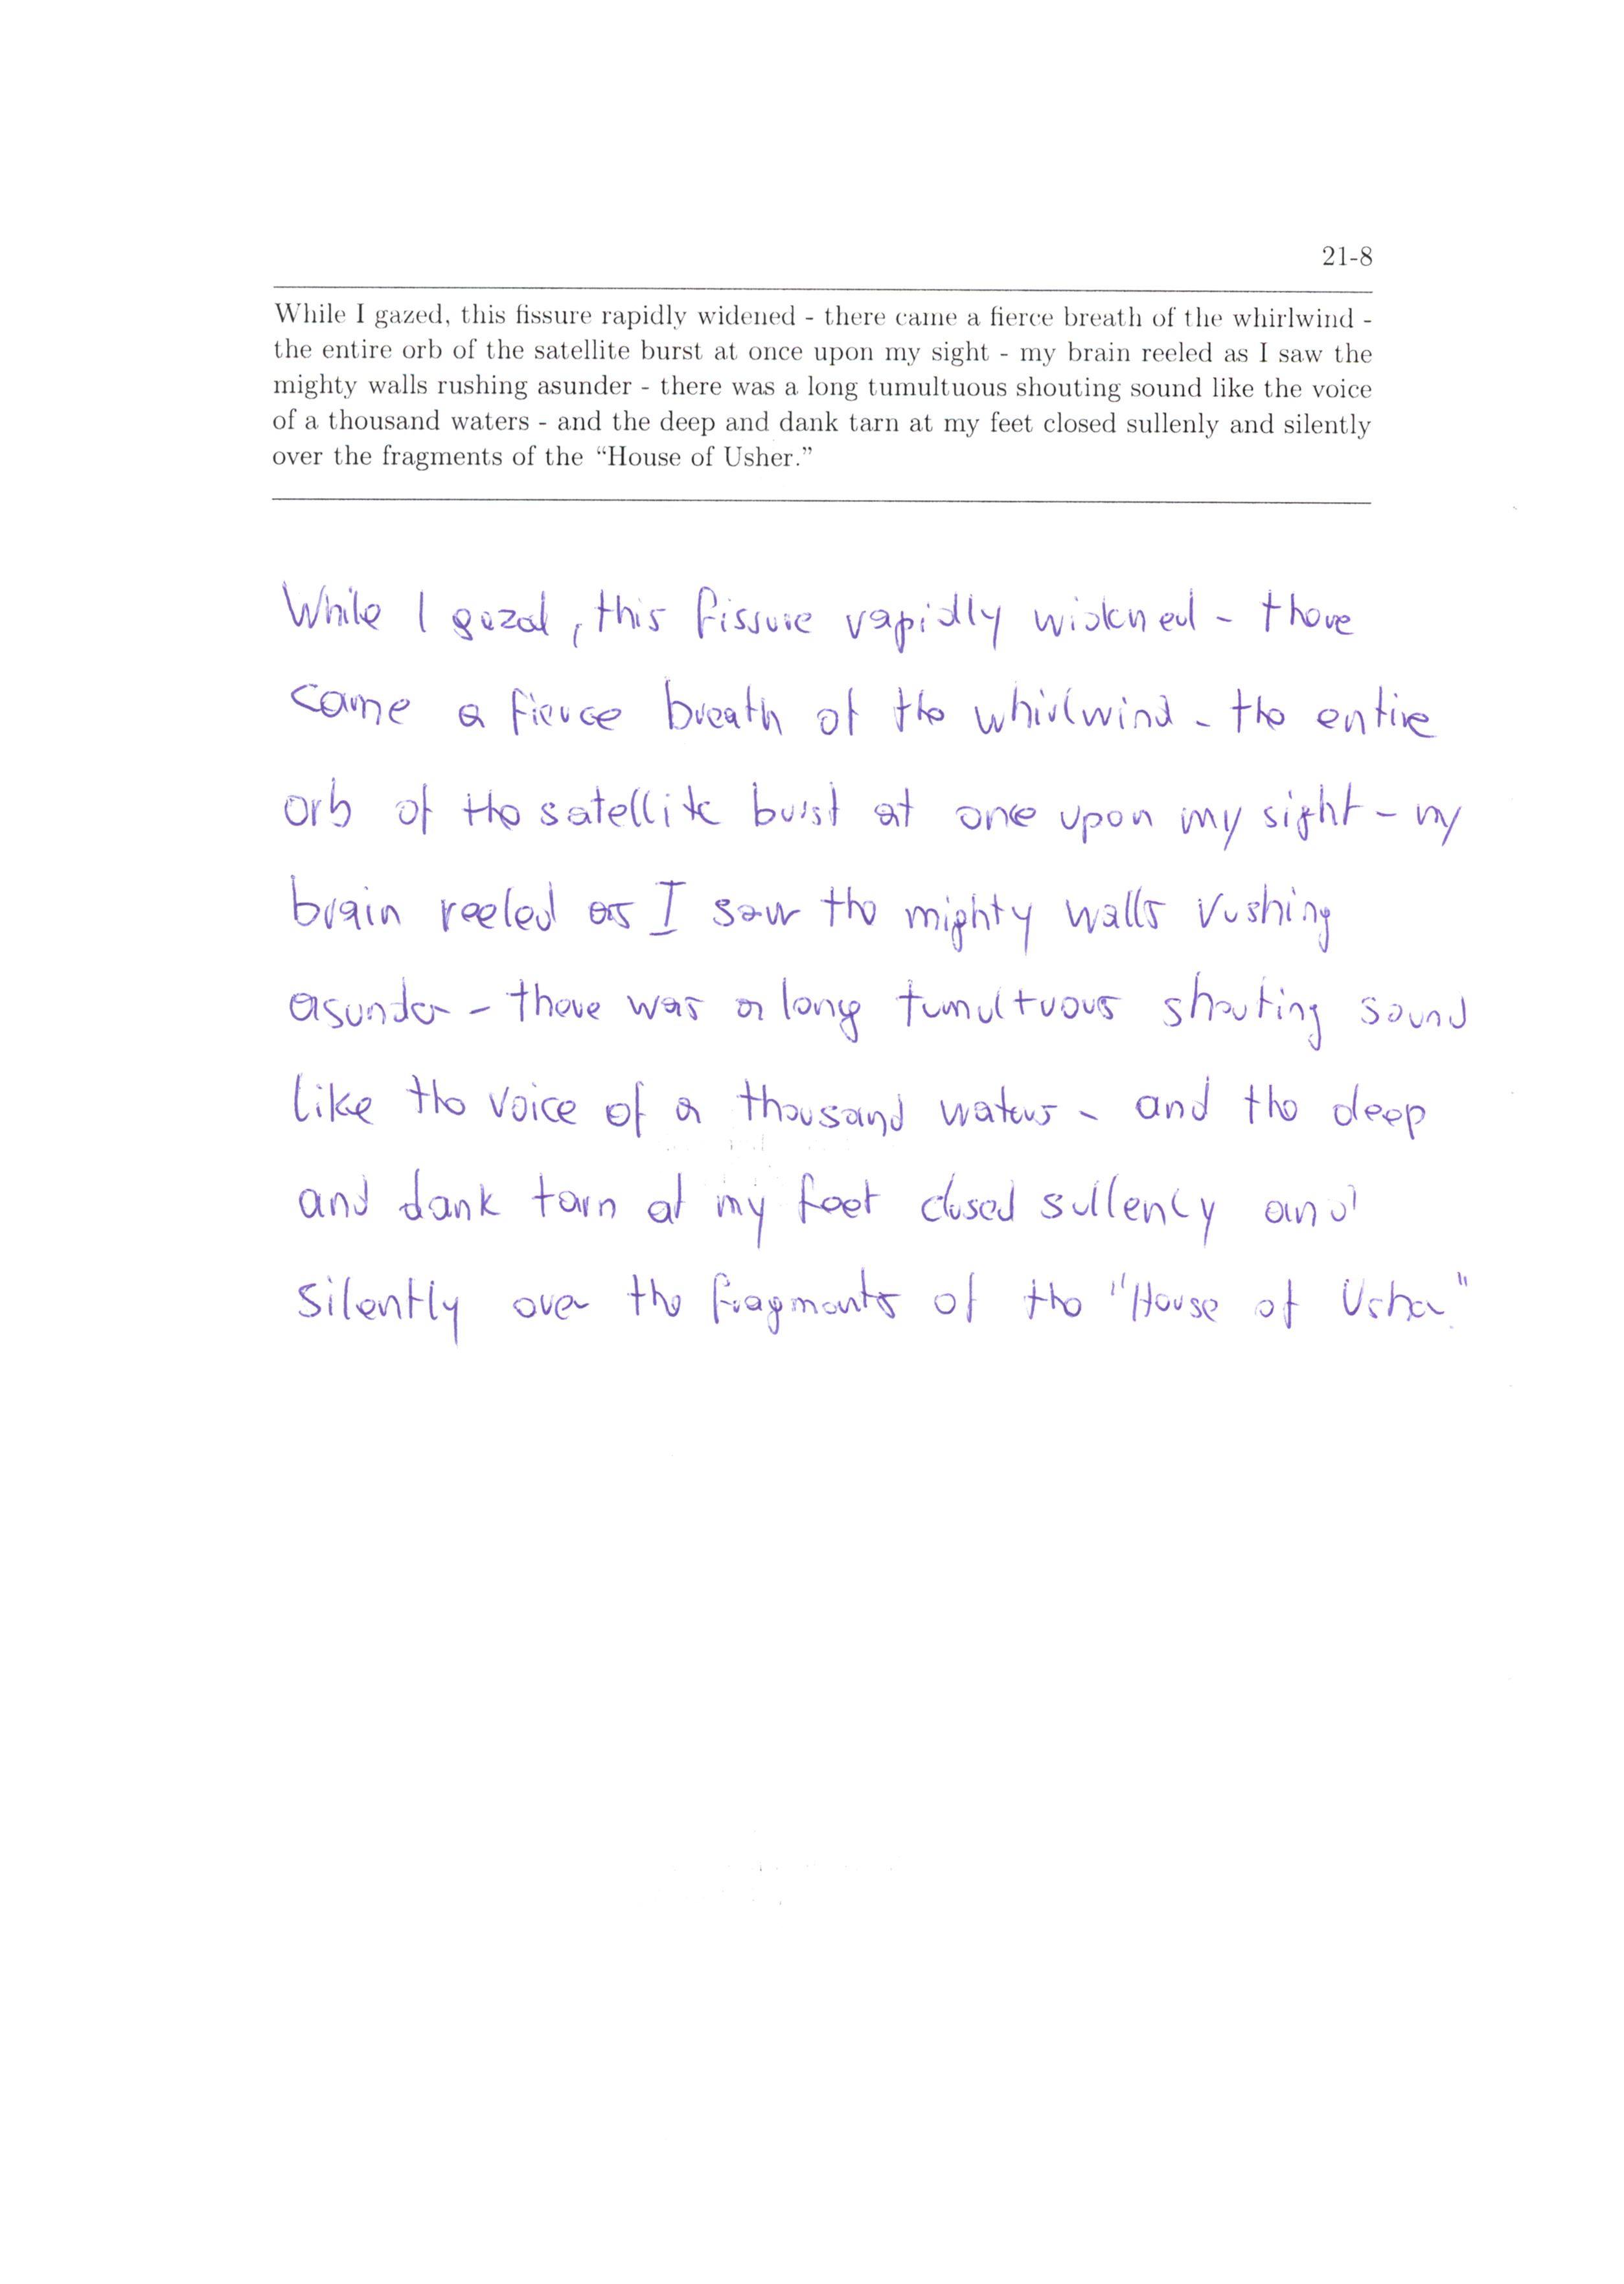 21-8
While I gazed, this fissure rapidly widened - there came a fierce breath of the whirlwind -
the entire orb of the satellite burst at once upon my sight - my brain reeled as I saw the
mighty walls rushing asunder - there was a long tumultuous shouting sound like the voice
of a thousand waters - and the deep and dank tarn at my feet closed sullenly and silently
over the fragments of the “House of Usher.”
While I gazed, this fissure rapidly widened - there
came a fierce breath of the whirlwind - the entire
orb of the satellite burst at once upon my sight - my
brain reeled as I saw the mighty walls rushing
asunder - there was a long tumultuous shouting sound
like the voice of a thousand waters - and the deep
and dank tarn at my feet closed sullenly and
silently over the fragments of the "House of Usher."